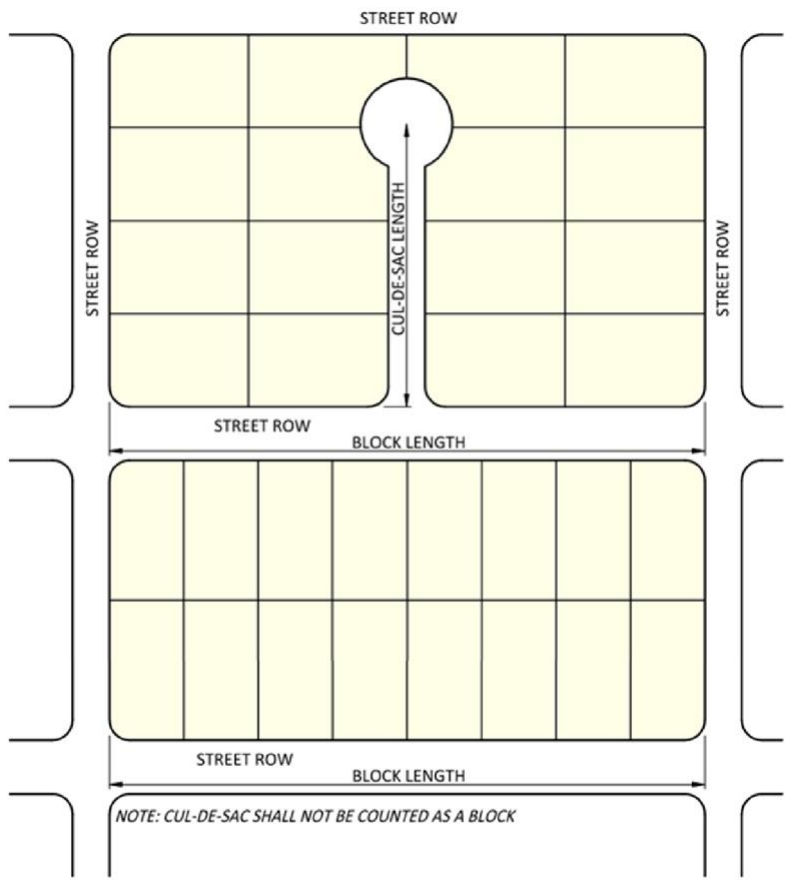 STREET ROW
STREET ROW
CUL-DE-SAC LENGTH
STREET ROW
STREET ROW
BLOCK LENGTH
STREET ROW
BLOCK LENGTH
NOTE: CUL-DE-SAC SHALL NOT BE COUNTED AS A BLOCK